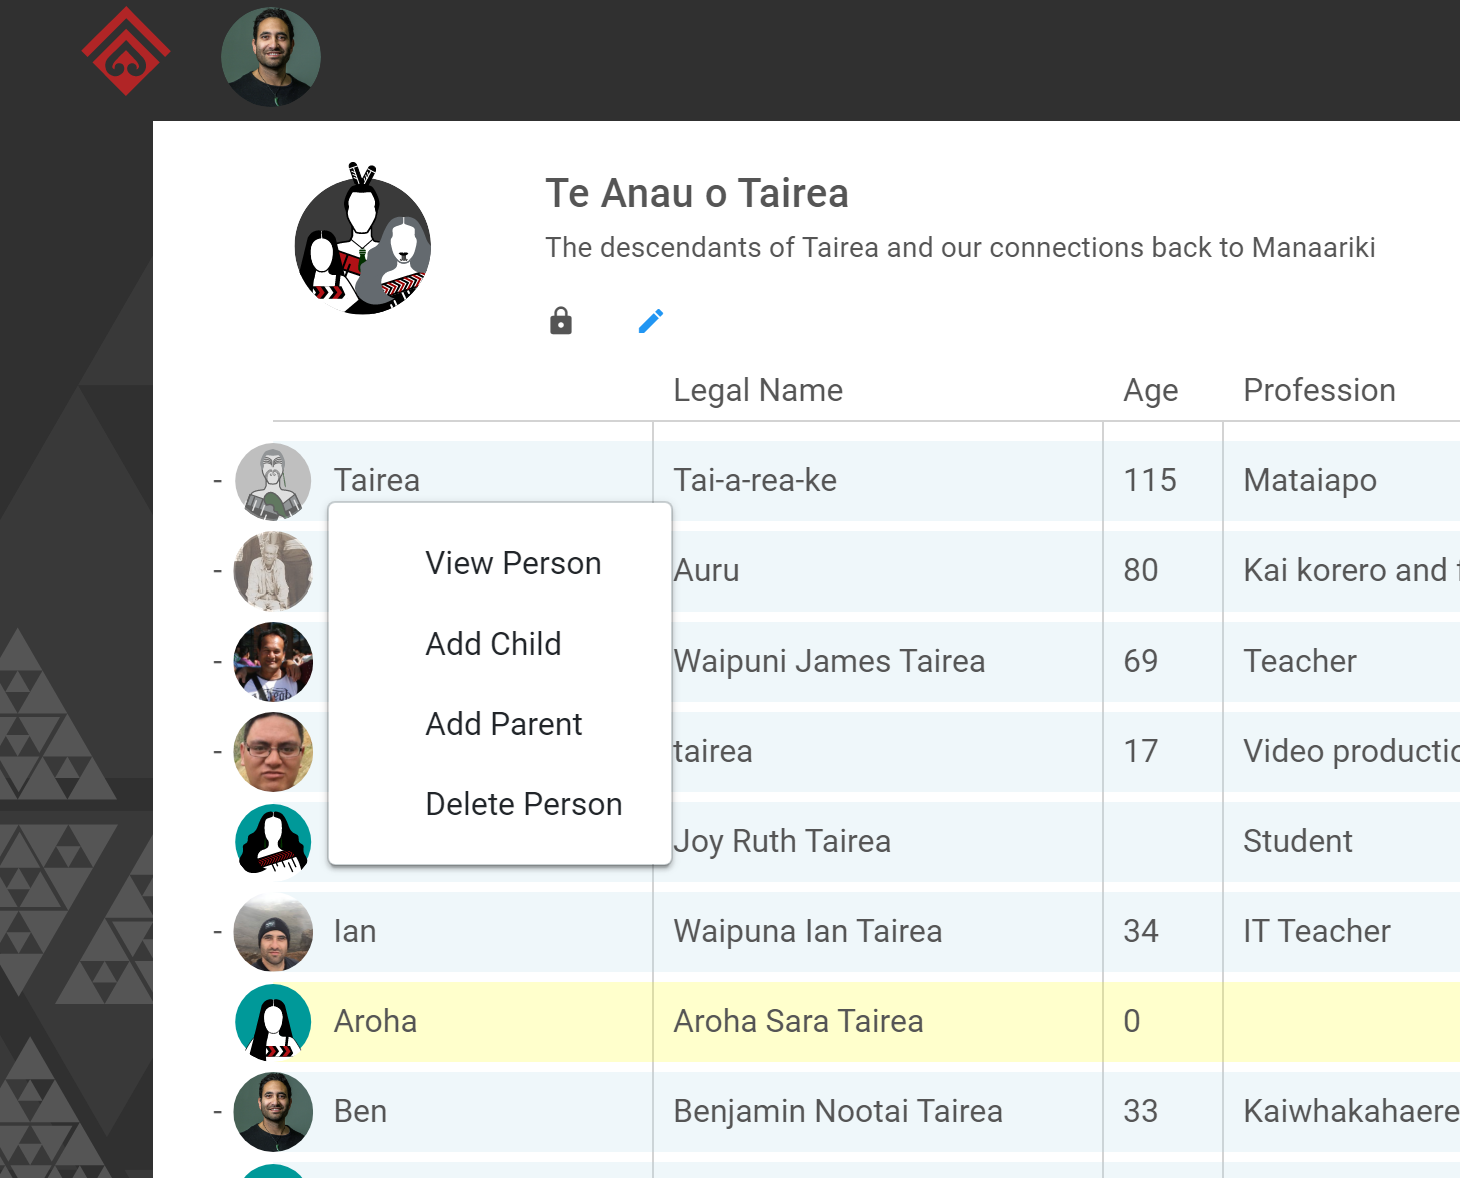 Te Anau o Tairea
The descendants of Tairea and our connections back to Manaariki
Legal Name Age Profession
- Tairea Tai-a-rea-ke 115 Mataiapo
View Person
- Auru 80 Kai korero and
Add Child
- Waipuni James Tairea 69 Teacher
Add Parent
- tairea 17 Video productio
Delete Person
Joy Ruth Tairea Student
- Ian Waipuna Ian Tairea 34 IT Teacher
Aroha Aroha Sara Tairea 0
- Ben Benjamin Nootai Tairea 33 Kaiwhakahaere